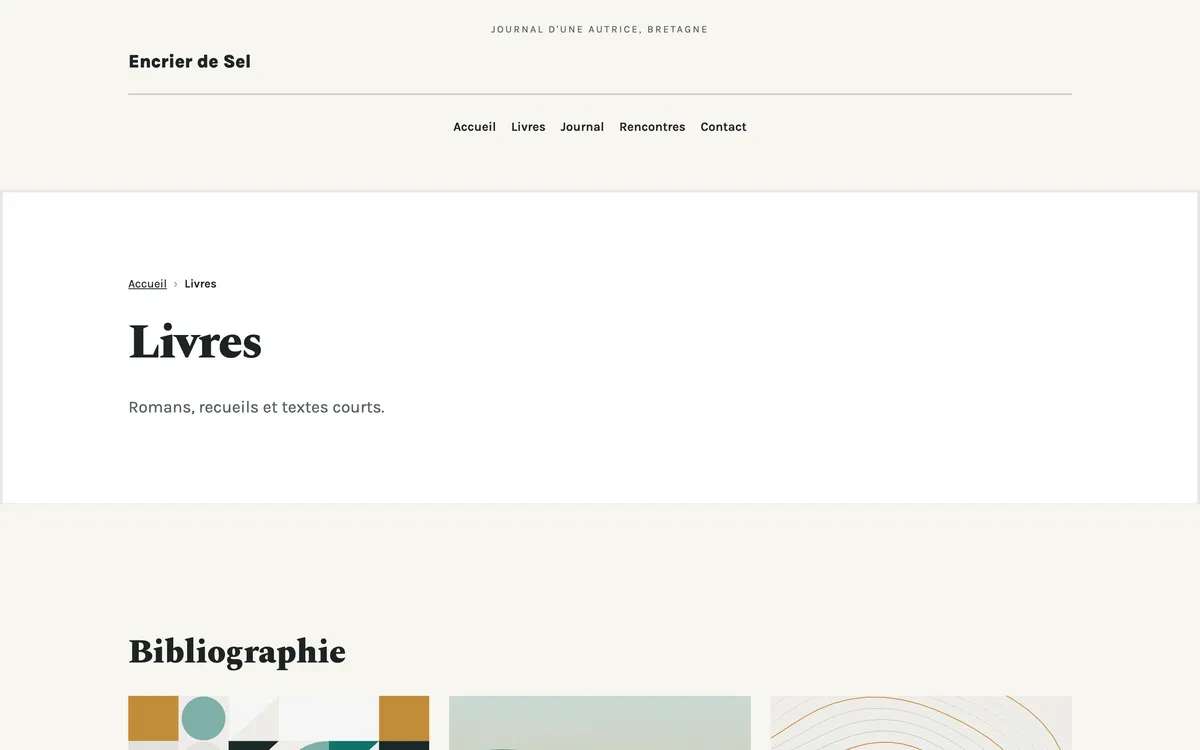 JOURNAL D'UNE AUTRICE, BRETAGNE
Encrier de Sel
Accueil Livres Journal Rencontres Contact
Accueil › Livres
Livres
Romans, recueils et textes courts.
Bibliographie